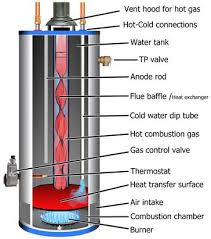 Vent hood for hot gas
Hot-Cold connections
Water tank
TP valve
Anode rod
Flue baffle /Heat exchanger
Cold water dip tube
Hot combustion gas
Gas control valve
Thermostat
Heat transfer surface
Air intake
Combustion chamber
Burner